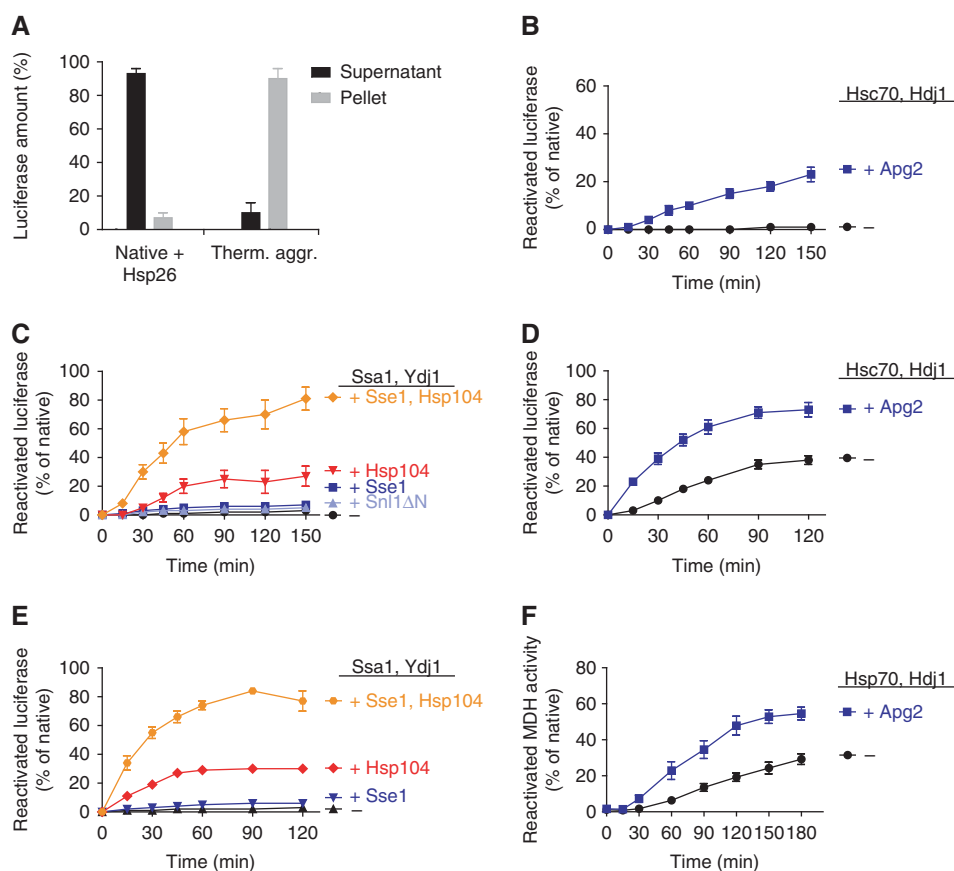 A
Luciferase amount (%)
100
80
60
40
20
0
Supernatant
Pellet
Native +
Hsp26
Therm. aggr.
B
Reactivated luciferase
(% of native)
60
40
20
0
0 30 60 90 120 150
Time (min)
Hsc70, Hdj1
+ Apg2
–
C
Reactivated luciferase
(% of native)
100
80
60
40
20
0
0 30 60 90 120 150
Time (min)
Ssa1, Ydj1
+ Sse1, Hsp104
+ Hsp104
+ Sse1
+ Snl1ΔN
–
D
Reactivated luciferase
(% of native)
100
80
60
40
20
0
0 30 60 90 120
Time (min)
Hsc70, Hdj1
+ Apg2
–
E
Reactivated luciferase
(% of native)
100
80
60
40
20
0
0 30 60 90 120
Time (min)
Ssa1, Ydj1
+ Sse1, Hsp104
+ Hsp104
+ Sse1
–
F
Reactivated MDH activity
(% of native)
80
60
40
20
0
0 30 60 90 120 150 180
Time (min)
Hsp70, Hdj1
+ Apg2
–